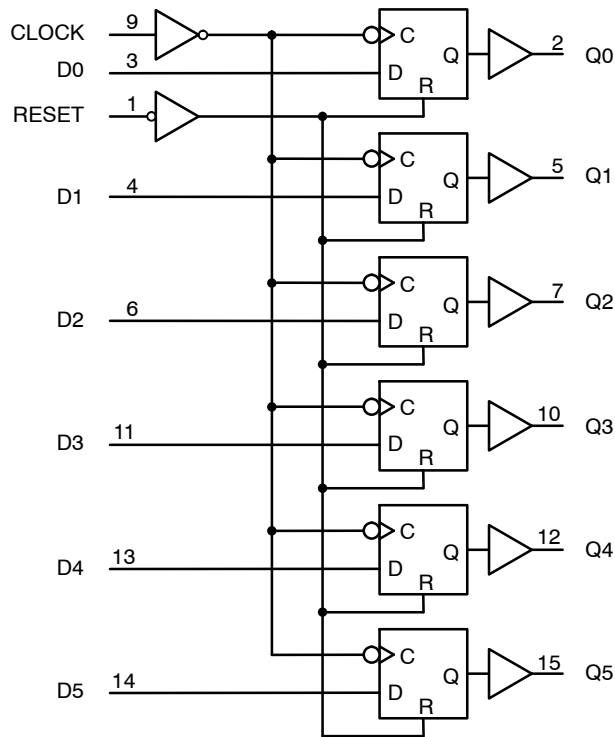 CLOCK 9 C Q 2 Q0
D0 3 D
R
RESET 1
C Q 5 Q1
D1 4 D
R
C Q 7 Q2
D2 6 D
R
C Q 10 Q3
D3 11 D
R
C Q 12 Q4
D4 13 D
R
C Q 15 Q5
D5 14 D
R